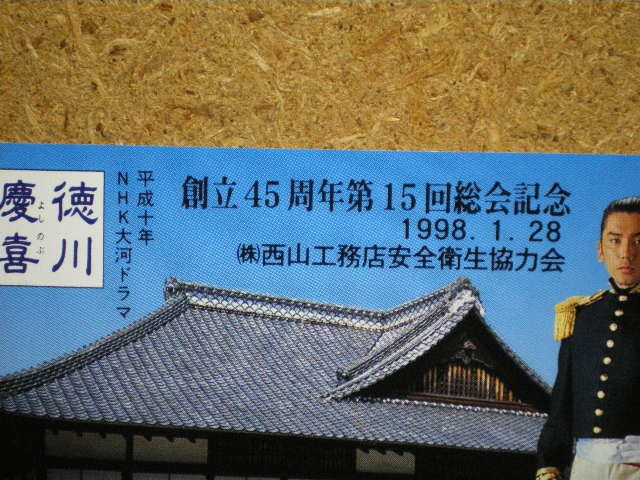 徳川
慶喜
よしのぶ
平成十年
NHK大河ドラマ
創立45周年第15回総会記念
1998.1.28
㈱西山工務店安全衛生協力会